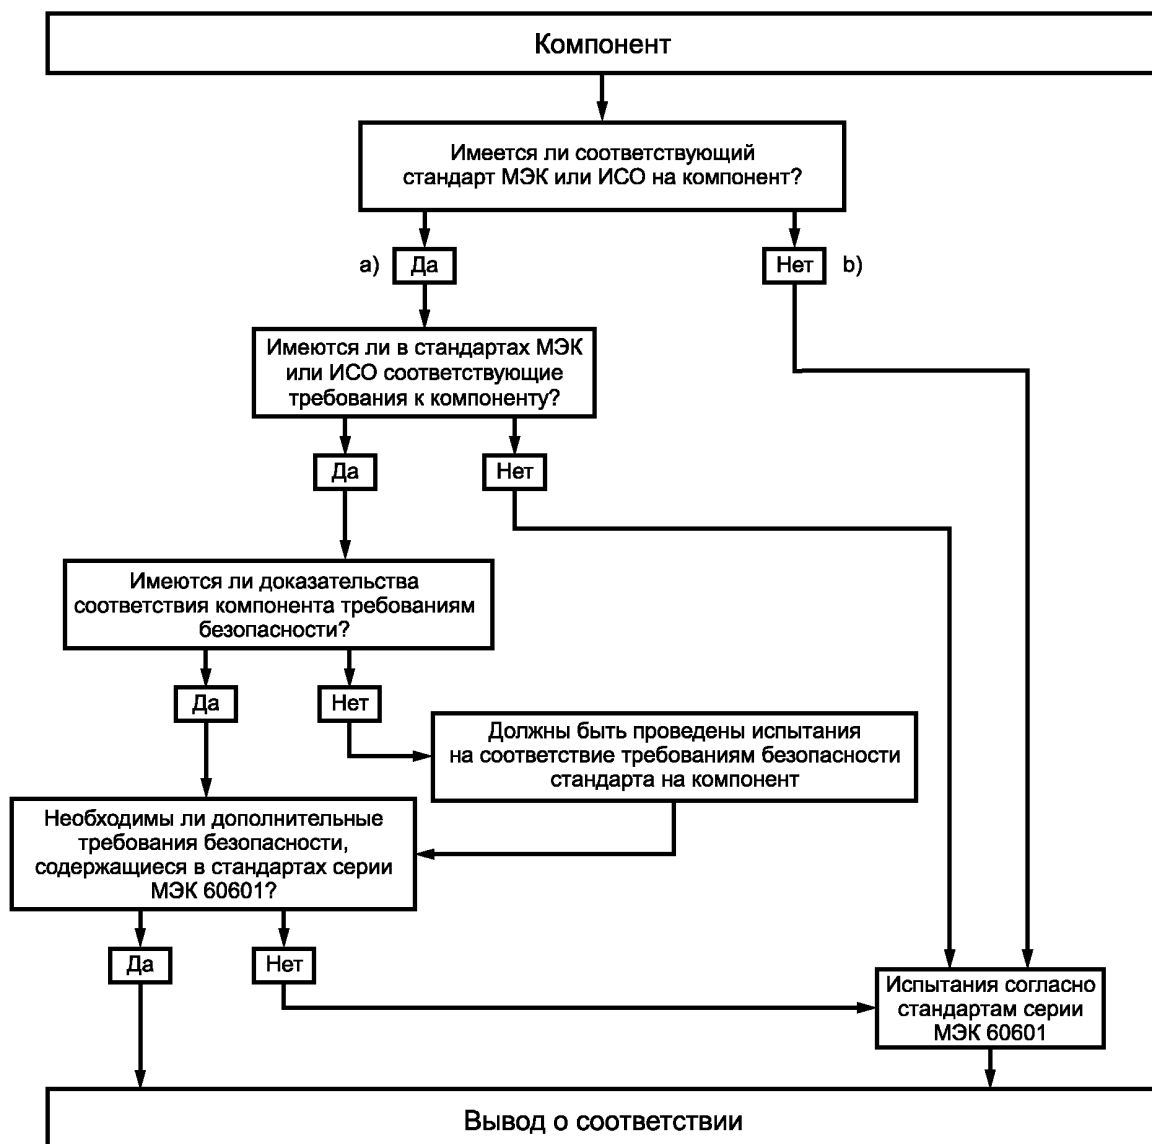 Компонент
Имеется ли соответствующий
стандарт МЭК или ИСО на компонент?
a) Да
Нет b)
Имеются ли в стандартах МЭК
или ИСО соответствующие
требования к компоненту?
Да
Нет
Имеются ли доказательства
соответствия компонента требованиям
безопасности?
Да
Нет
Должны быть проведены испытания
на соответствие требованиям безопасности
стандарта на компонент
Необходимы ли дополнительные
требования безопасности,
содержащиеся в стандартах серии
МЭК 60601?
Да
Нет
Испытания согласно
стандартам серии
МЭК 60601
Вывод о соответствии